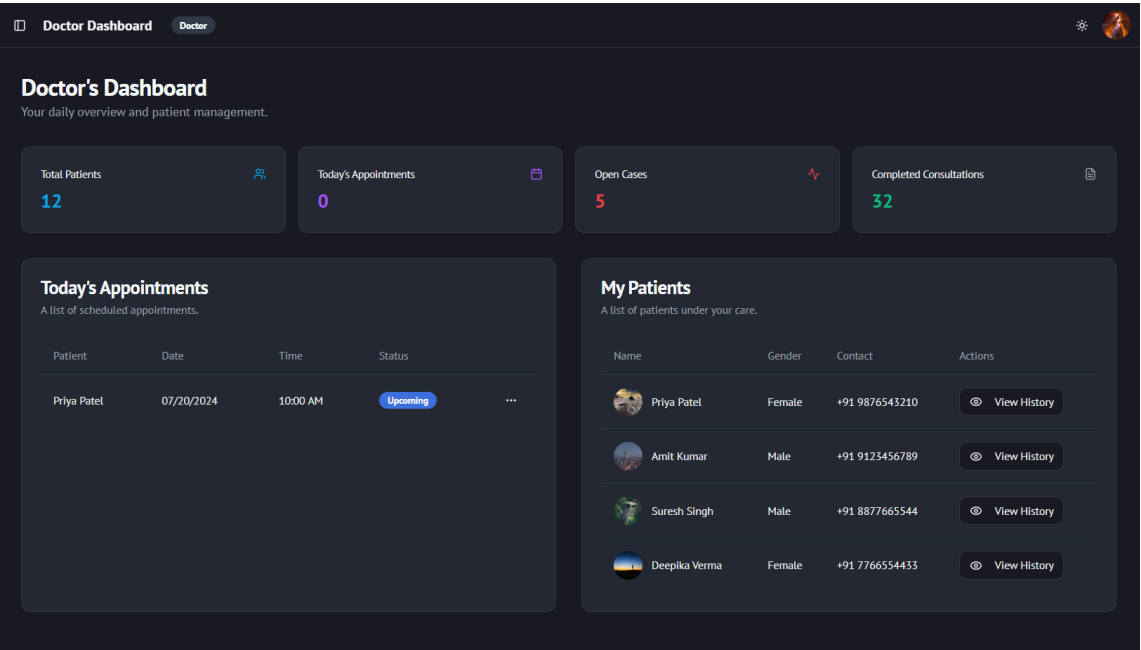 Doctor Dashboard Doctor
Doctor's Dashboard
Your daily overview and patient management.
Total Patients
12
Today's Appointments
0
Open Cases
5
Completed Consultations
32
Today's Appointments
A list of scheduled appointments.
Patient Date Time Status
Priya Patel 07/20/2024 10:00 AM Upcoming ...
My Patients
A list of patients under your care.
Name Gender Contact Actions
Priya Patel Female +91 9876543210 View History
Amit Kumar Male +91 9123456789 View History
Suresh Singh Male +91 8877665544 View History
Deepika Verma Female +91 7766554433 View History